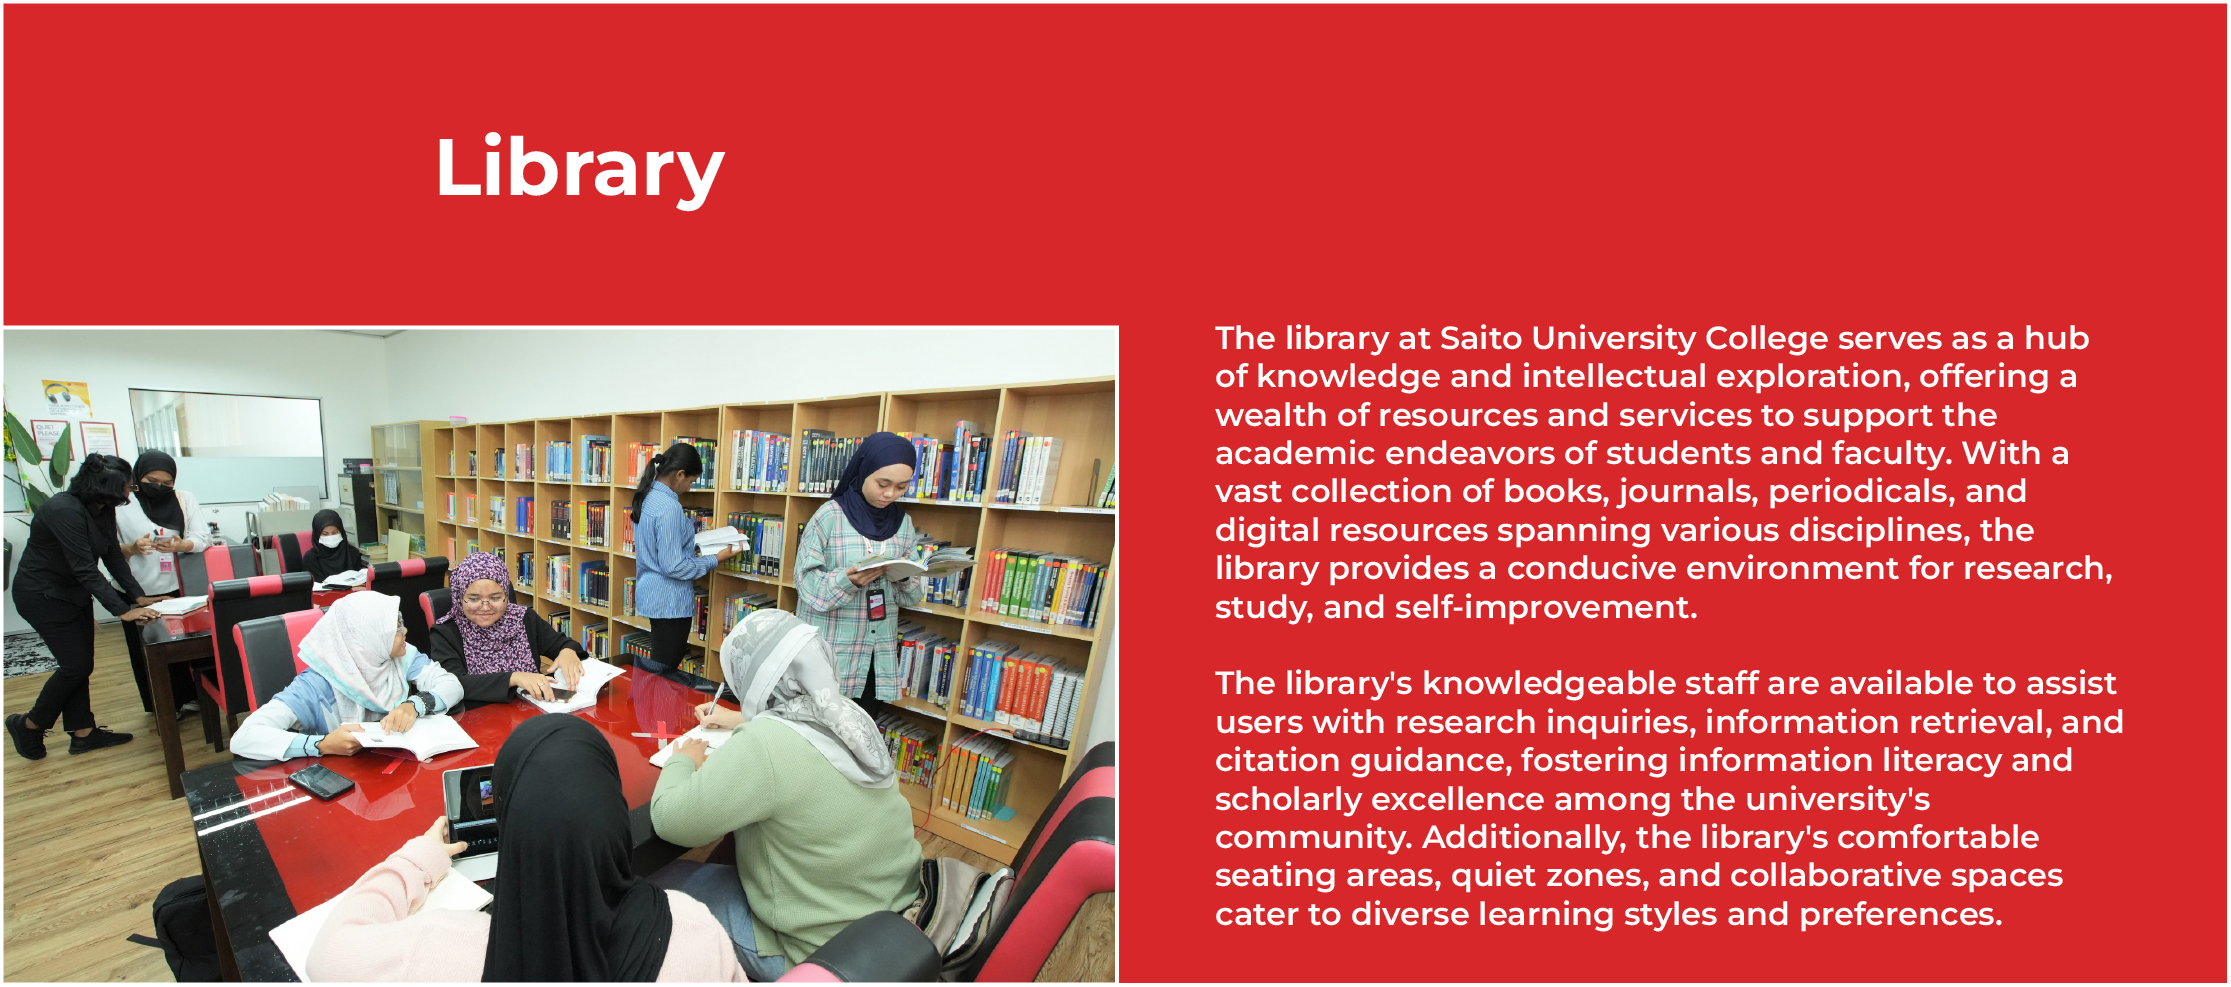 Library
The library at Saito University College serves as a hub
of knowledge and intellectual exploration, offering a
wealth of resources and services to support the
academic endeavors of students and faculty. With a
vast collection of books, journals, periodicals, and
digital resources spanning various disciplines, the
library provides a conducive environment for research,
study, and self-improvement.
The library's knowledgeable staff are available to assist
users with research inquiries, information retrieval, and
citation guidance, fostering information literacy and
scholarly excellence among the university's
community. Additionally, the library's comfortable
seating areas, quiet zones, and collaborative spaces
cater to diverse learning styles and preferences.
QUIET
PLEASE